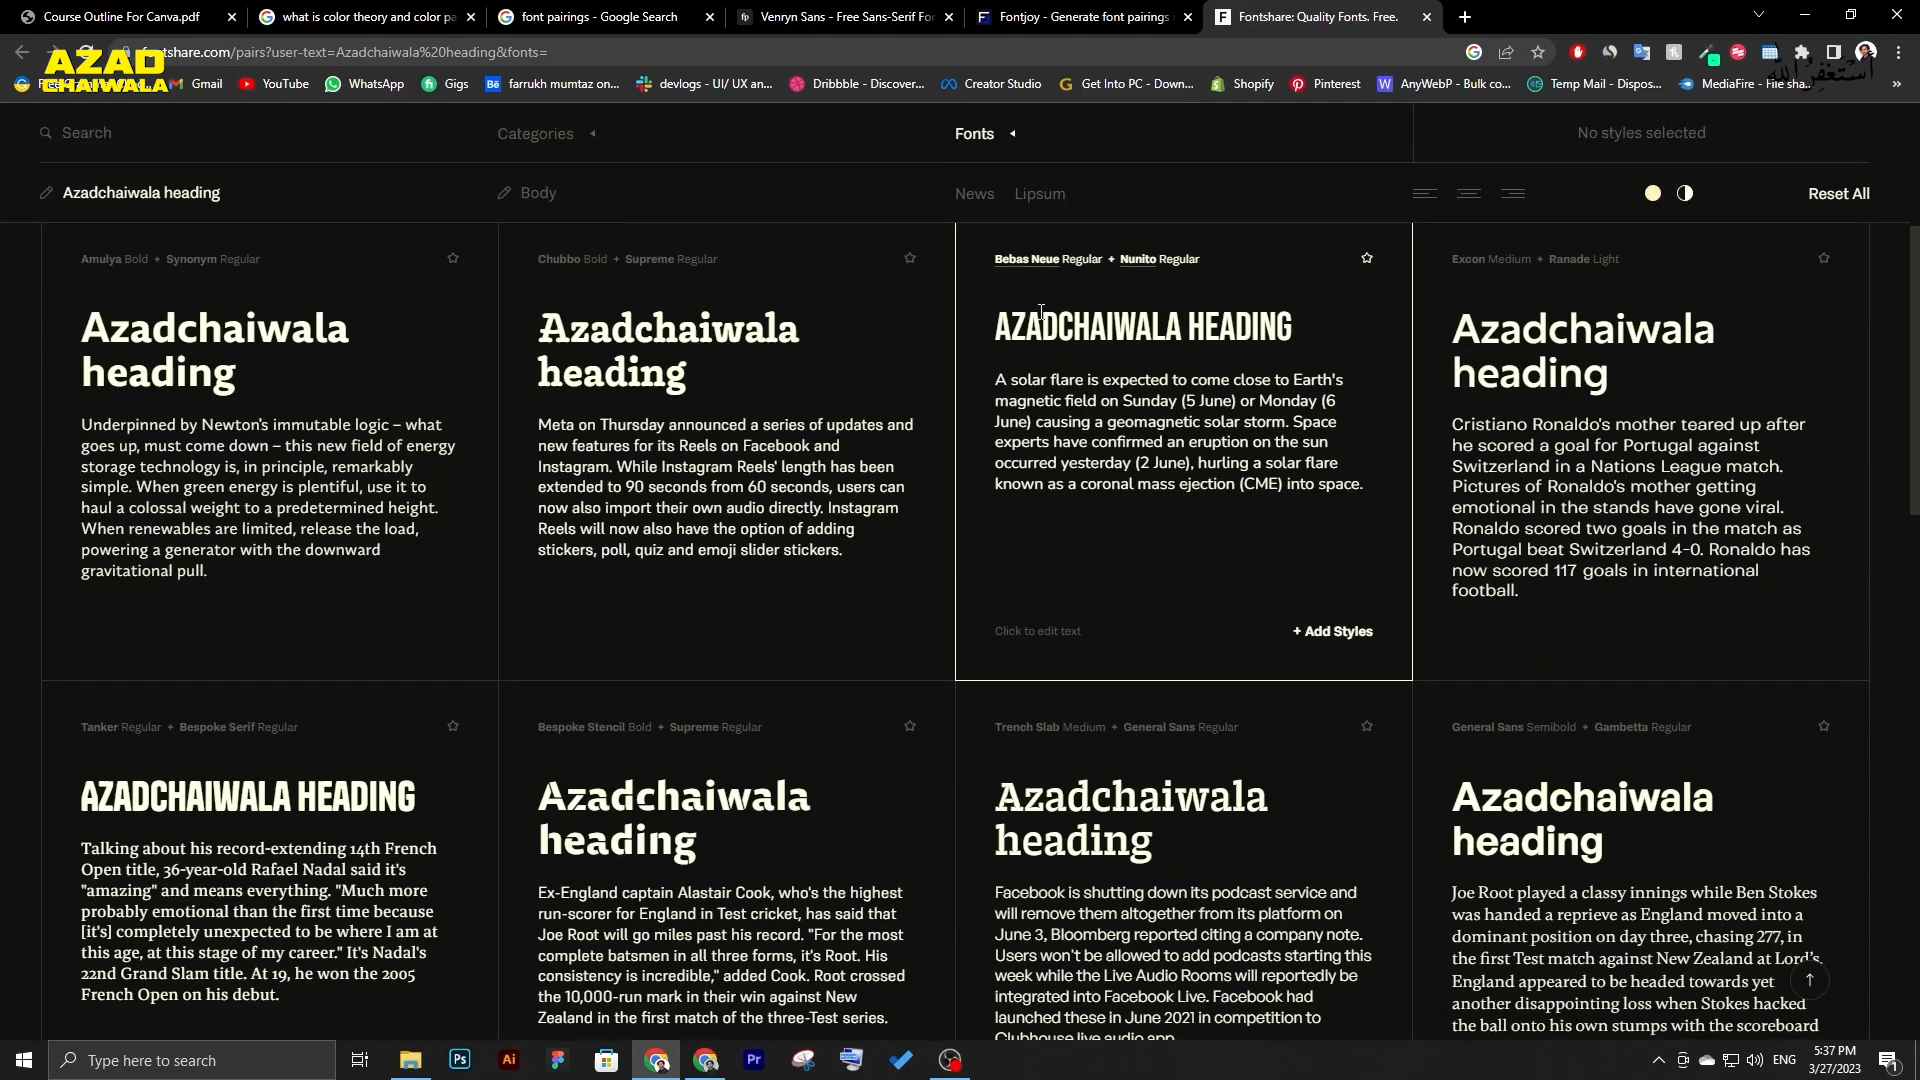 Course Outline For Canva.pdf
what is color theory and color pa
font pairings - Google Search
Venryn Sans - Free Sans-Serif For
Fontjoy - Generate font pairings
Fontshare: Quality Fonts. Free.
fontshare.com/pairs?user-text=Azadchaiwala%20heading&fonts=
AZAD
CHAIWALA
Gmail
YouTube
WhatsApp
Gigs
farrukh mumtaz on...
devlogs - UI/ UX an...
Dribbble - Discover...
Creator Studio
Get Into PC - Down...
Shopify
Pinterest
AnyWebP - Bulk co...
Temp Mail - Dispos...
MediaFire - File sha...
أستغفر الله
Search
Categories
Fonts
No styles selected
Azadchaiwala heading
Body
News
Lipsum
Reset All
Amulya Bold + Synonym Regular
Azadchaiwala
heading
Underpinned by Newton's immutable logic – what
goes up, must come down – this new field of energy
storage technology is, in principle, remarkably
simple. When green energy is plentiful, use it to
haul a colossal weight to a predetermined height.
When renewables are limited, release the load,
powering a generator with the downward
gravitational pull.
Chubbo Bold + Supreme Regular
Azadchaiwala
heading
Meta on Thursday announced a series of updates and
new features for its Reels on Facebook and
Instagram. While Instagram Reels' length has been
extended to 90 seconds from 60 seconds, users can
now also import their own audio directly. Instagram
Reels will now also have the option of adding
stickers, poll, quiz and emoji slider stickers.
Bebas Neue Regular + Nunito Regular
AZADCHAIWALA HEADING
A solar flare is expected to come close to Earth's
magnetic field on Sunday (5 June) or Monday (6
June) causing a geomagnetic solar storm. Space
experts have confirmed an eruption on the sun
occurred yesterday (2 June), hurling a solar flare
known as a coronal mass ejection (CME) into space.
Click to edit text
+ Add Styles
Excon Medium + Ranade Light
Azadchaiwala
heading
Cristiano Ronaldo's mother teared up after
he scored a goal for Portugal against
Switzerland in a Nations League match.
Pictures of Ronaldo's mother getting
emotional in the stands have gone viral.
Ronaldo scored two goals in the match as
Portugal beat Switzerland 4-0. Ronaldo has
now scored 117 goals in international
football.
Tanker Regular + Bespoke Serif Regular
AZADCHAIWALA HEADING
Talking about his record-extending 14th French
Open title, 36-year-old Rafael Nadal said it's
"amazing" and means everything. "Much more
probably emotional than the first time because
[it's] completely unexpected to be where I am at
this age, at this stage of my career." It's Nadal's
22nd Grand Slam title. At 19, he won the 2005
French Open on his debut.
Bespoke Stencil Bold + Supreme Regular
Azadchaiwala
heading
Ex-England captain Alastair Cook, who's the highest
run-scorer for England in Test cricket, has said that
Joe Root will go miles past his record. "For the most
complete batsmen in all three forms, it's Root. His
consistency is incredible," added Cook. Root crossed
the 10,000-run mark in their win against New
Zealand in the first match of the three-Test series.
Trench Slab Medium + General Sans Regular
Azadchaiwala
heading
Facebook is shutting down its podcast service and
will remove them altogether from its platform on
June 3, Bloomberg reported citing a company note.
Users won't be allowed to add podcasts starting this
week while the Live Audio Rooms will reportedly be
integrated into Facebook Live. Facebook had
launched these in June 2021 in competition to
Clubhouse live audio app.
General Sans Semibold + Gambetta Regular
Azadchaiwala
heading
Joe Root played a classy innings while Ben Stokes
was handed a reprieve as England moved into a
dominant position on day three, chasing 277, in
the first Test match against New Zealand at Lord's.
England appeared to be headed towards yet
another disappointing loss when Stokes hacked
the ball onto his own stumps with the scoreboard
Type here to search
ENG
5:37 PM
3/27/2023